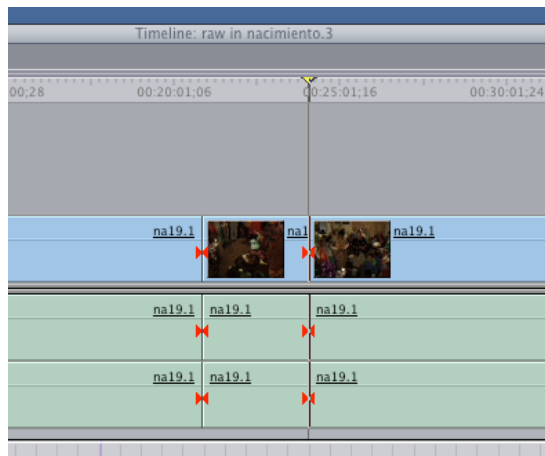 Timeline: raw in nacimiento.3
00;28 00:20:01;06 00:25:01;16 00:30:01;24
na19.1 na1 na19.1
na19.1 na19.1 na19.1
na19.1 na19.1 na19.1